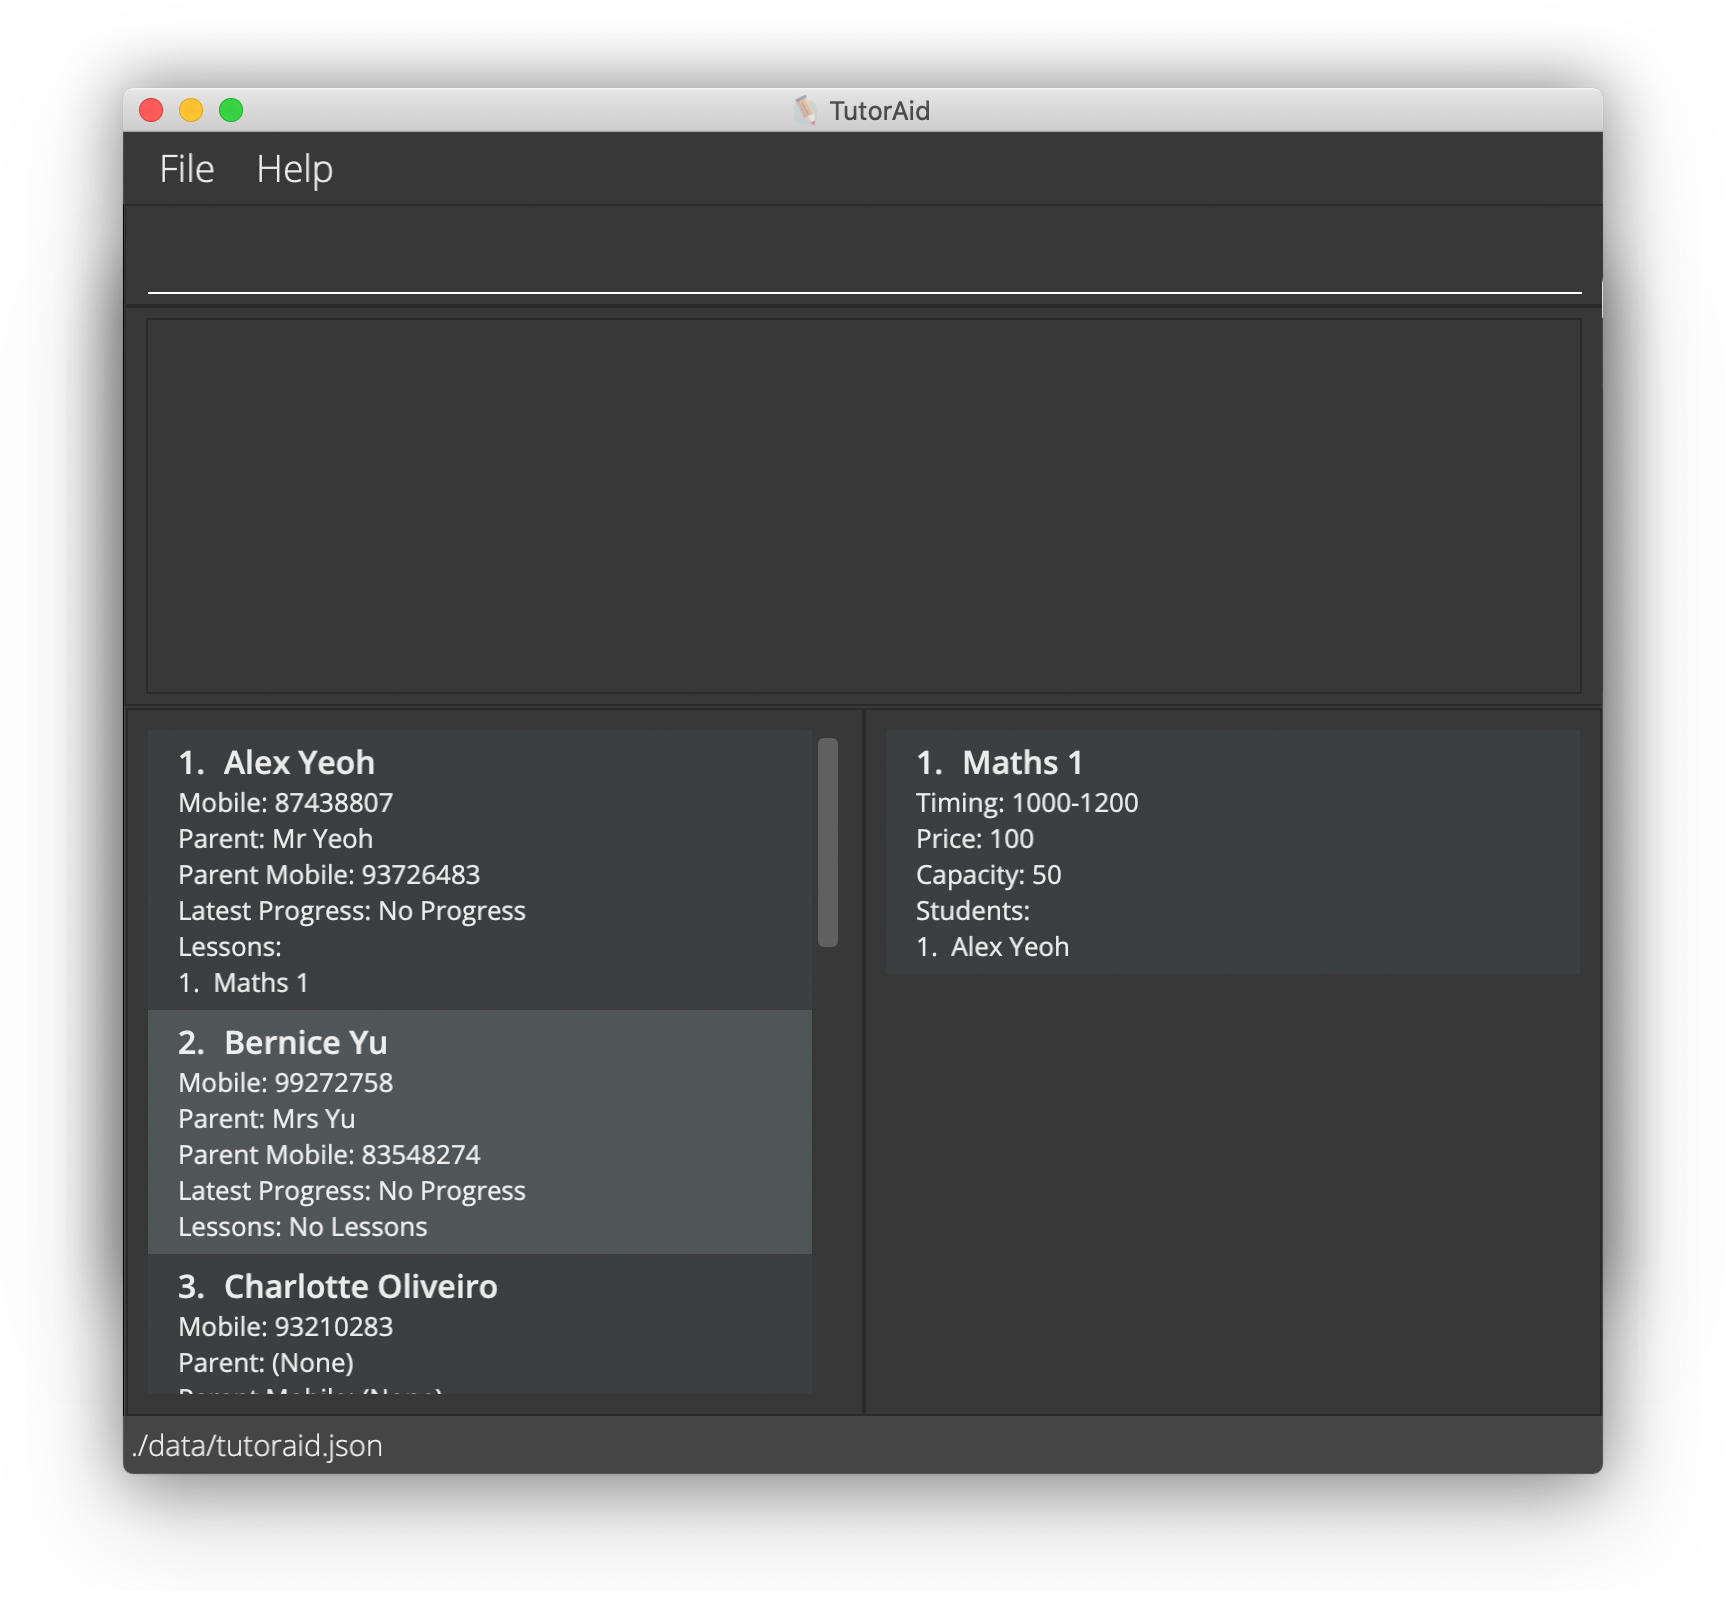 TutorAid
File Help
1. Alex Yeoh
Mobile: 87438807
Parent: Mr Yeoh
Parent Mobile: 93726483
Latest Progress: No Progress
Lessons:
1. Maths 1
2. Bernice Yu
Mobile: 99272758
Parent: Mrs Yu
Parent Mobile: 83548274
Latest Progress: No Progress
Lessons: No Lessons
3. Charlotte Oliveiro
Mobile: 93210283
Parent: (None)
Parent Mobile: (None)
1. Maths 1
Timing: 1000-1200
Price: 100
Capacity: 50
Students:
1. Alex Yeoh
./data/tutoraid.json